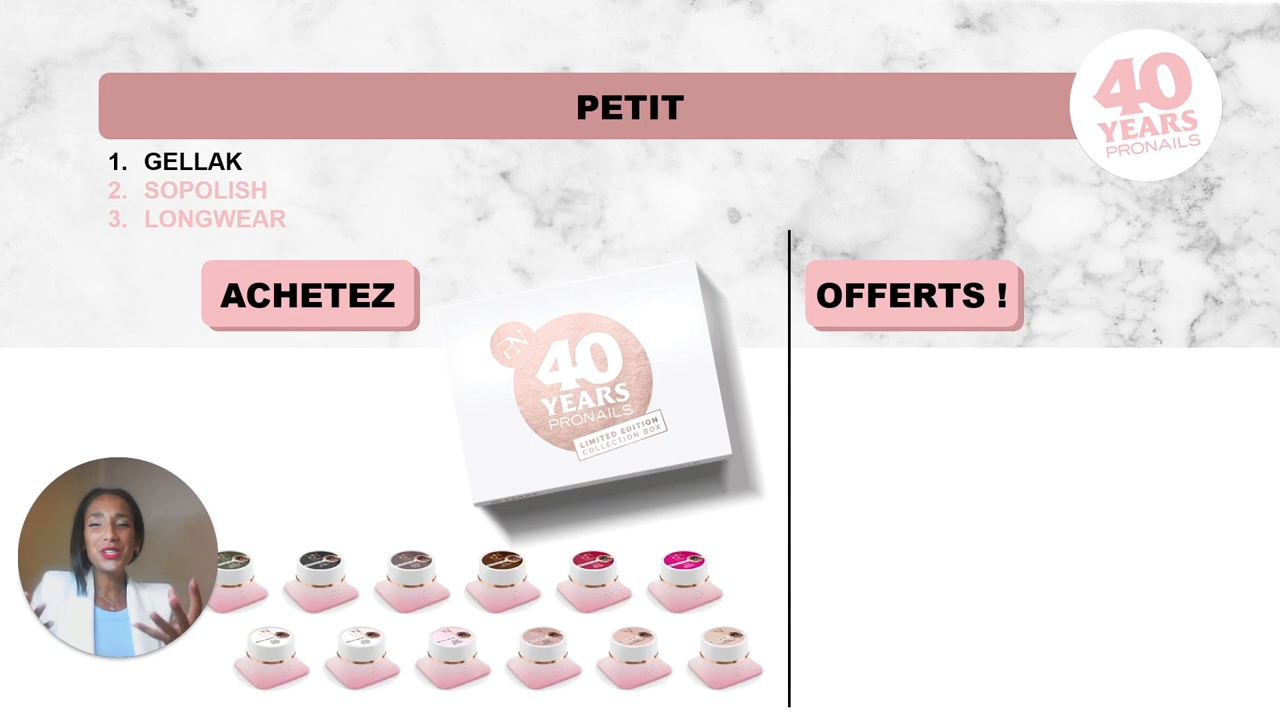 PETIT
40
YEARS
PRONAILS
1. GELLAK
2. SOPOLISH
3. LONGWEAR
ACHETEZ
OFFERTS !
PN
40
YEARS
PRONAILS
LIMITED EDITION
COLLECTION BOX